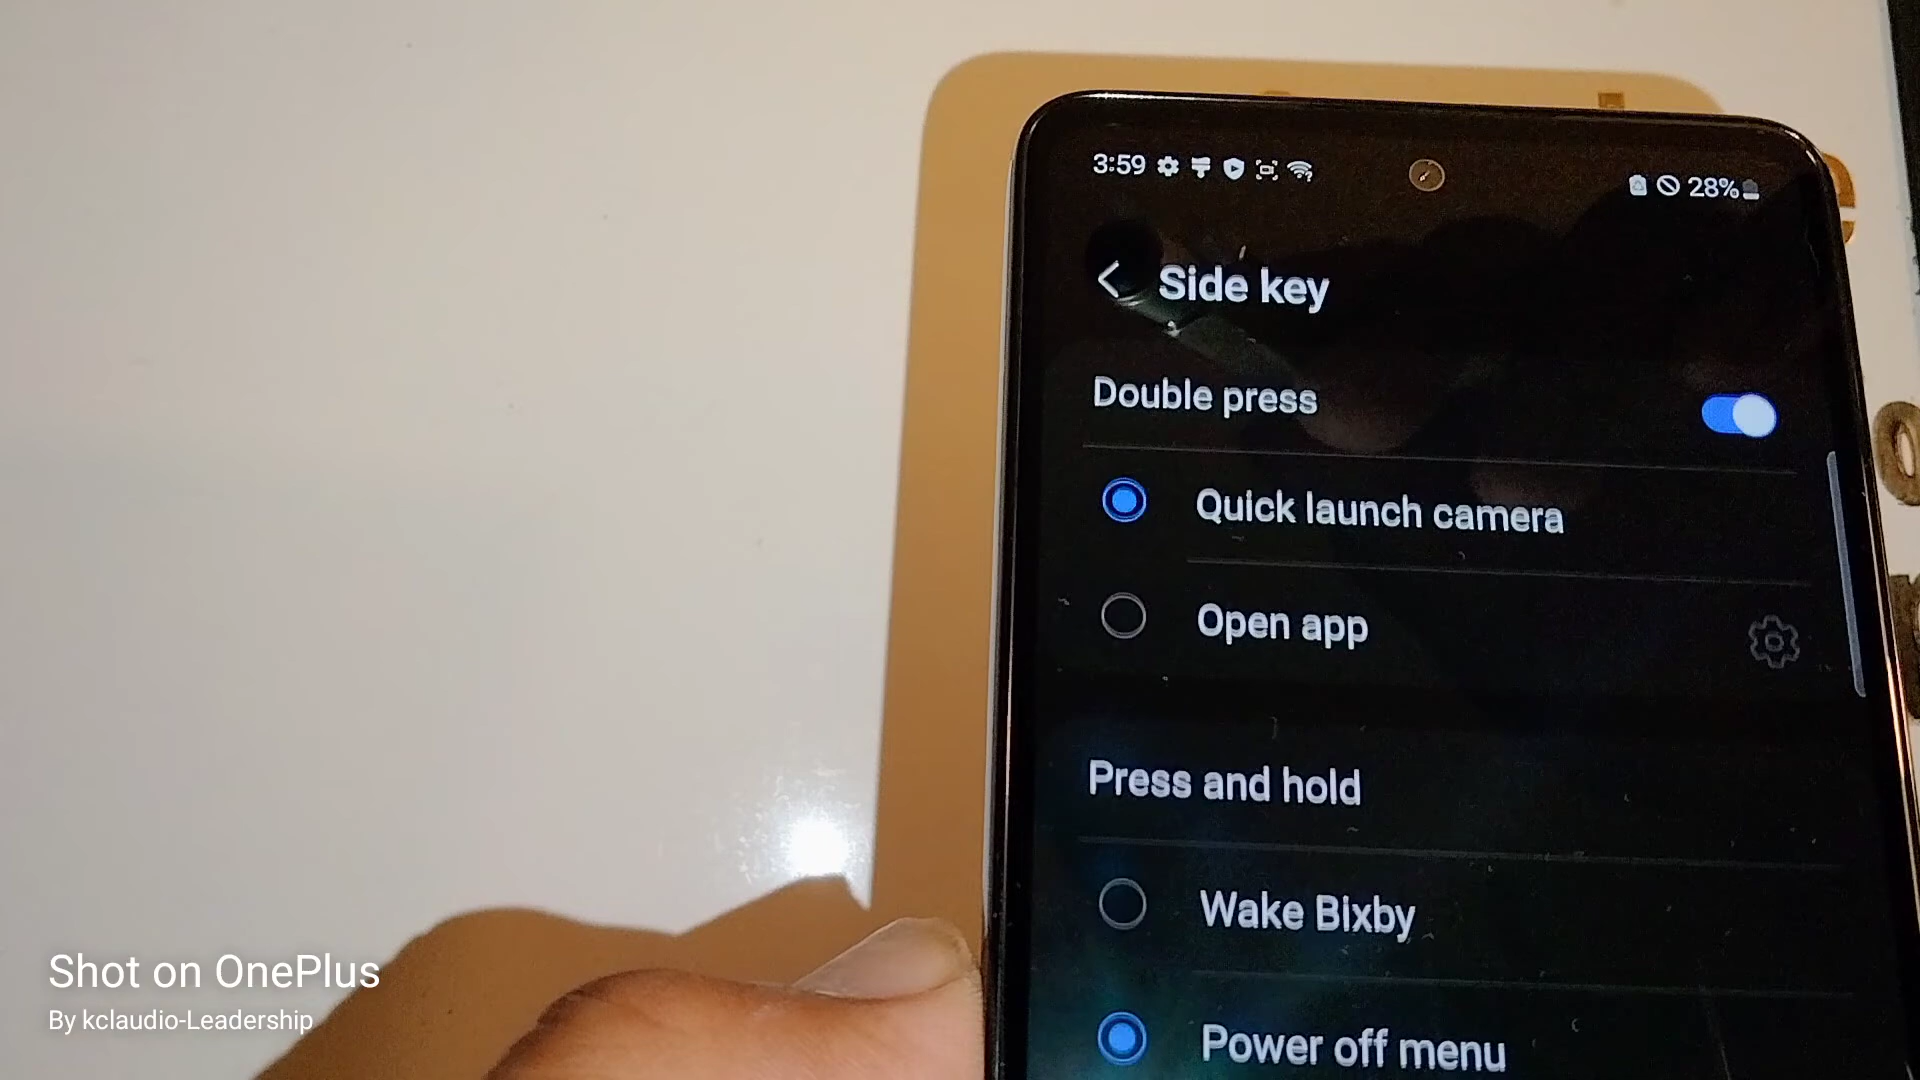 3:59
28%
Side key
Double press
Quick launch camera
Open app
Press and hold
Wake Bixby
Power off menu
Shot on OnePlus
By kclaudio-Leadership